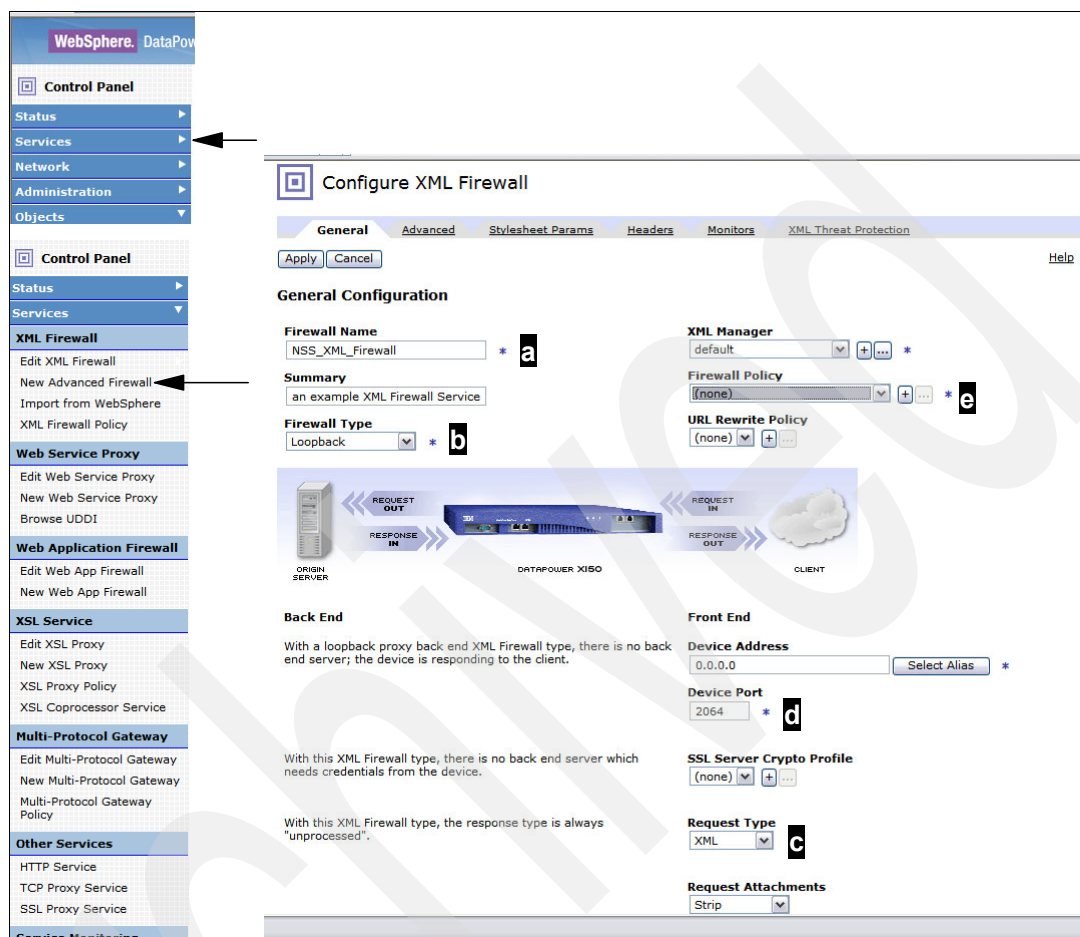 WebSphere. DataPow
Control Panel
Status
Services
Network
Administration
Objects
Control Panel
Status
Services
XML Firewall
Edit XML Firewall
New Advanced Firewall
Import from WebSphere
XML Firewall Policy
Web Service Proxy
Edit Web Service Proxy
New Web Service Proxy
Browse UDDI
Web Application Firewall
Edit Web App Firewall
New Web App Firewall
XSL Service
Edit XSL Proxy
New XSL Proxy
XSL Proxy Policy
XSL Coprocessor Service
Multi-Protocol Gateway
Edit Multi-Protocol Gateway
New Multi-Protocol Gateway
Multi-Protocol Gateway
Policy
Other Services
HTTP Service
TCP Proxy Service
SSL Proxy Service
Service Monitoring
Configure XML Firewall
General Advanced Stylesheet Params Headers Monitors XML Threat Protection
Apply Cancel Help
General Configuration
Firewall Name
NSS_XML_Firewall * a
Summary
an example XML Firewall Service
Firewall Type
Loopback * b
XML Manager
default + ... *
Firewall Policy
(none) + ... * e
URL Rewrite Policy
(none) + ...
REQUEST
OUT
RESPONSE
IN
REQUEST
IN
RESPONSE
OUT
ORIGIN
SERVER
DATAPOWER XI50
CLIENT
Back End
With a loopback proxy back end XML Firewall type, there is no back
end server; the device is responding to the client.
With this XML Firewall type, there is no back end server which
needs credentials from the device.
With this XML Firewall type, the response type is always
"unprocessed".
Front End
Device Address
0.0.0.0 Select Alias *
Device Port
2064 * d
SSL Server Crypto Profile
(none) + ...
Request Type
XML c
Request Attachments
Strip